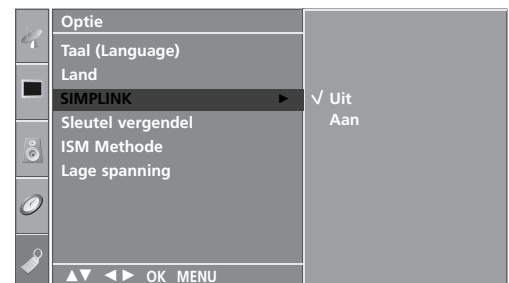 Optie
Taal (Language)
Land
SIMPLINK ► √ Uit
Aan
Sleutel vergendel
ISM Methode
Lage spanning
▲▼ ◄► OK MENU